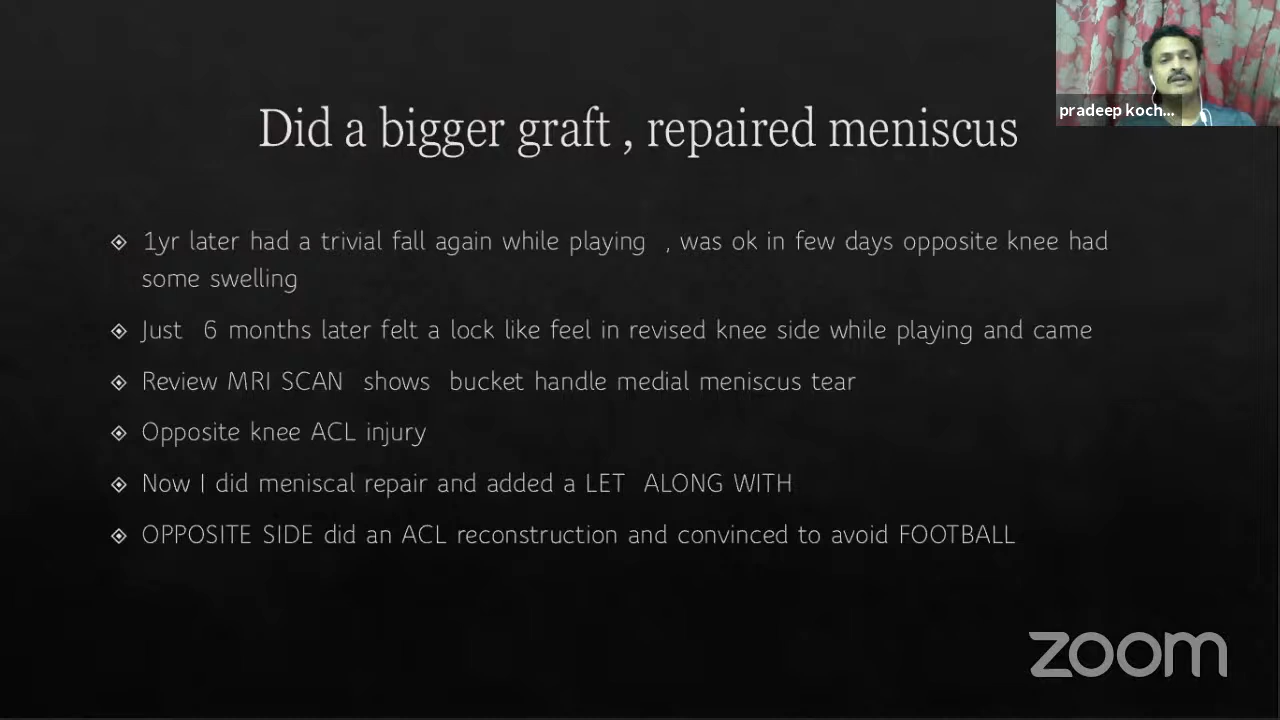 pradeep koch...
Did a bigger graft , repaired meniscus
1yr later had a trivial fall again while playing , was ok in few days opposite knee had
some swelling
Just 6 months later felt a lock like feel in revised knee side while playing and came
Review MRI SCAN shows bucket handle medial meniscus tear
Opposite knee ACL injury
Now I did meniscal repair and added a LET ALONG WITH
OPPOSITE SIDE did an ACL reconstruction and convinced to avoid FOOTBALL
zoom